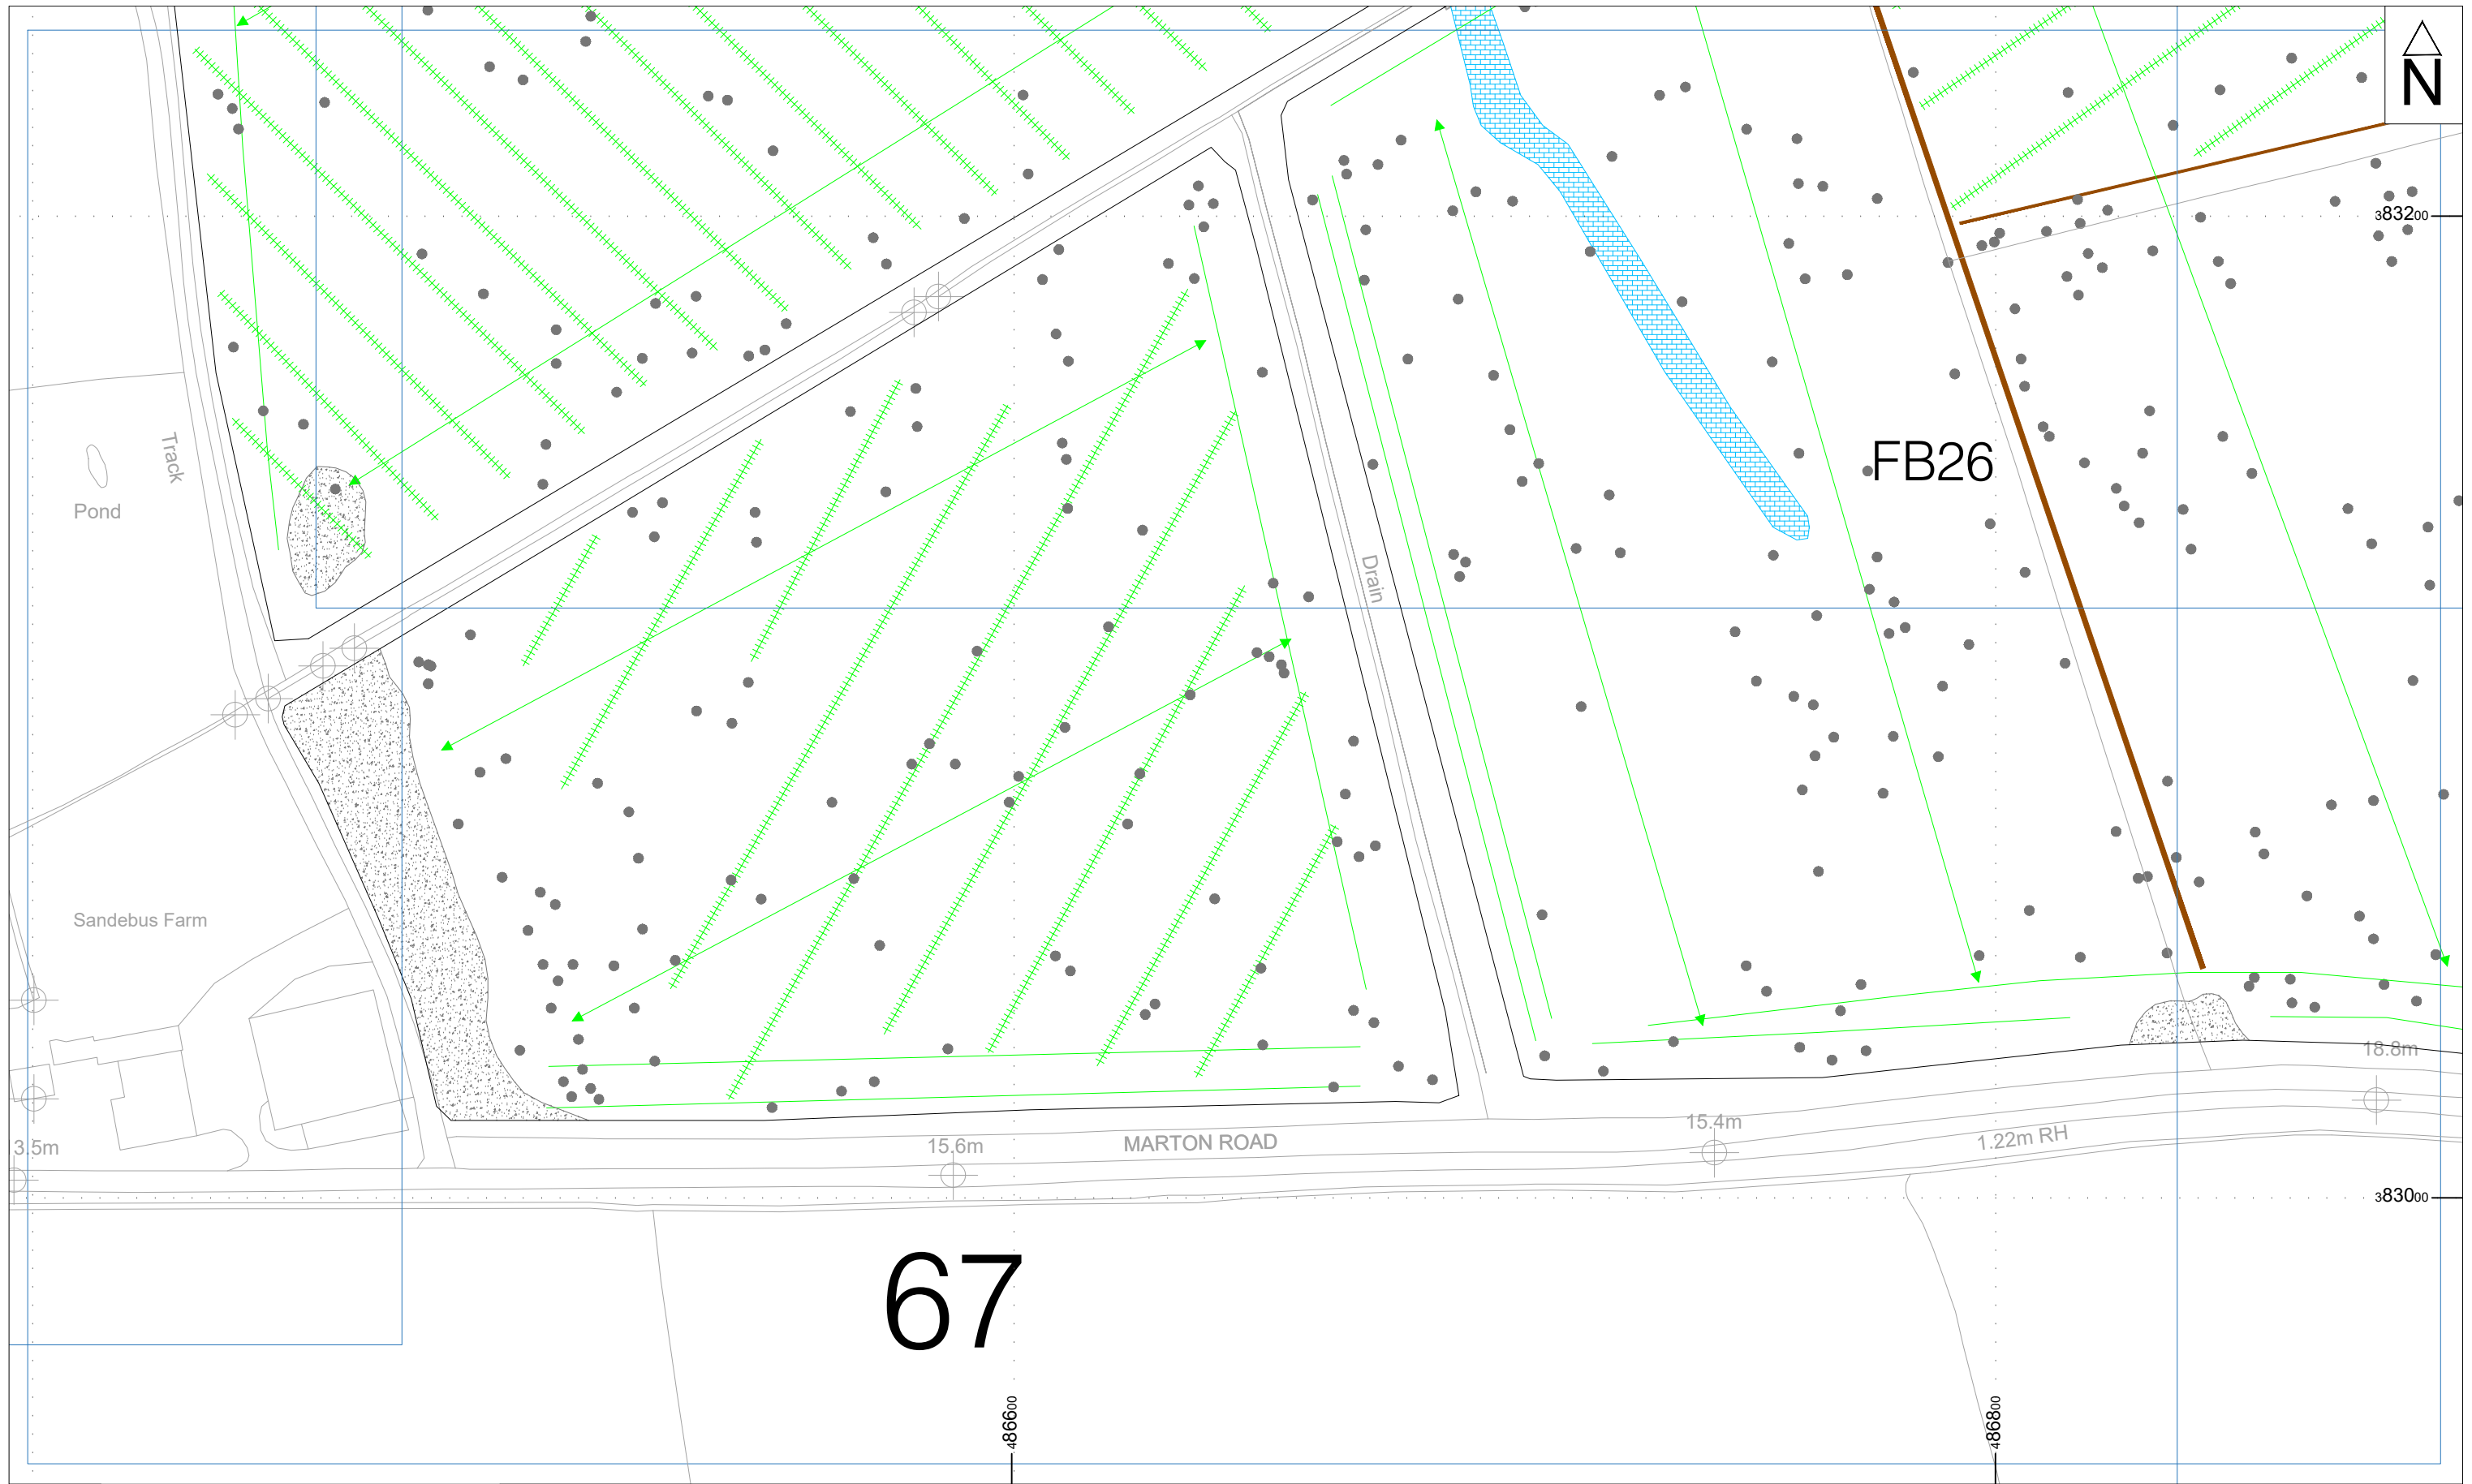 N
383200
Track
FB26
Pond
Drain
Sandebus Farm
18.8m
15.4m
3.5m
15.6m
MARTON ROAD
1.22m RH
383000
67
486600
486800